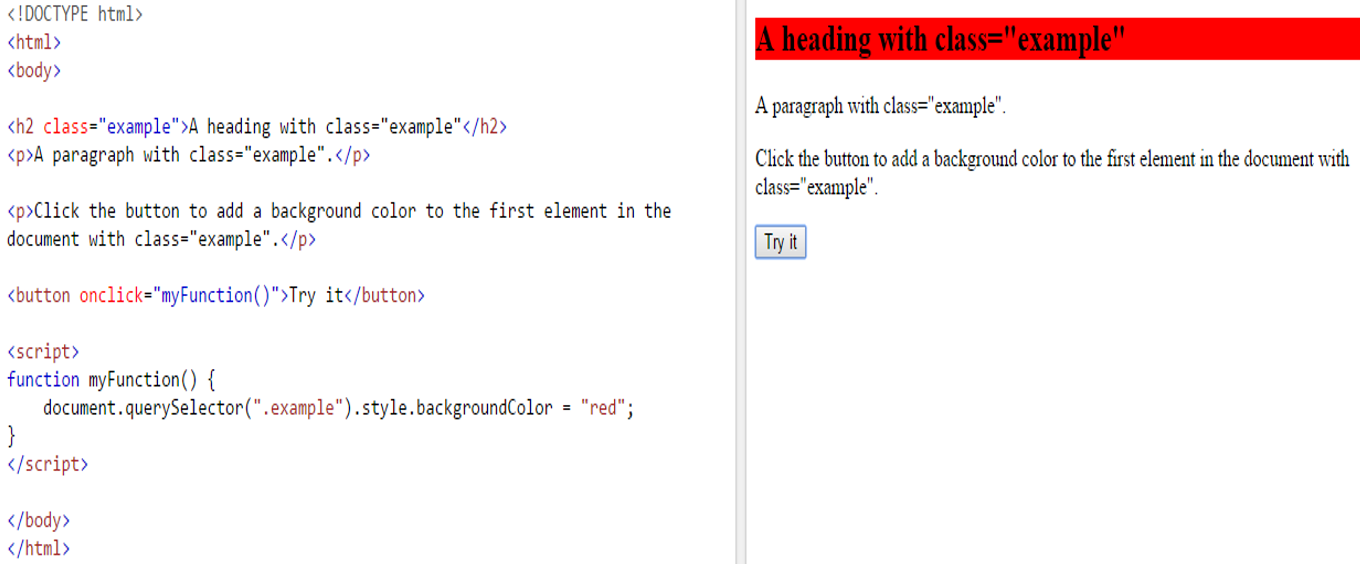 <!DOCTYPE html>
<html>
<body>
<h2 class="example">A heading with class="example"</h2>
<p>A paragraph with class="example".</p>
<p>Click the button to add a background color to the first element in the
document with class="example".</p>
<button onclick="myFunction()">Try it</button>
<script>
function myFunction() {
    document.querySelector(".example").style.backgroundColor = "red";
}
</script>
</body>
</html>
A heading with class="example"
A paragraph with class="example".
Click the button to add a background color to the first element in the document with
class="example".
Try it